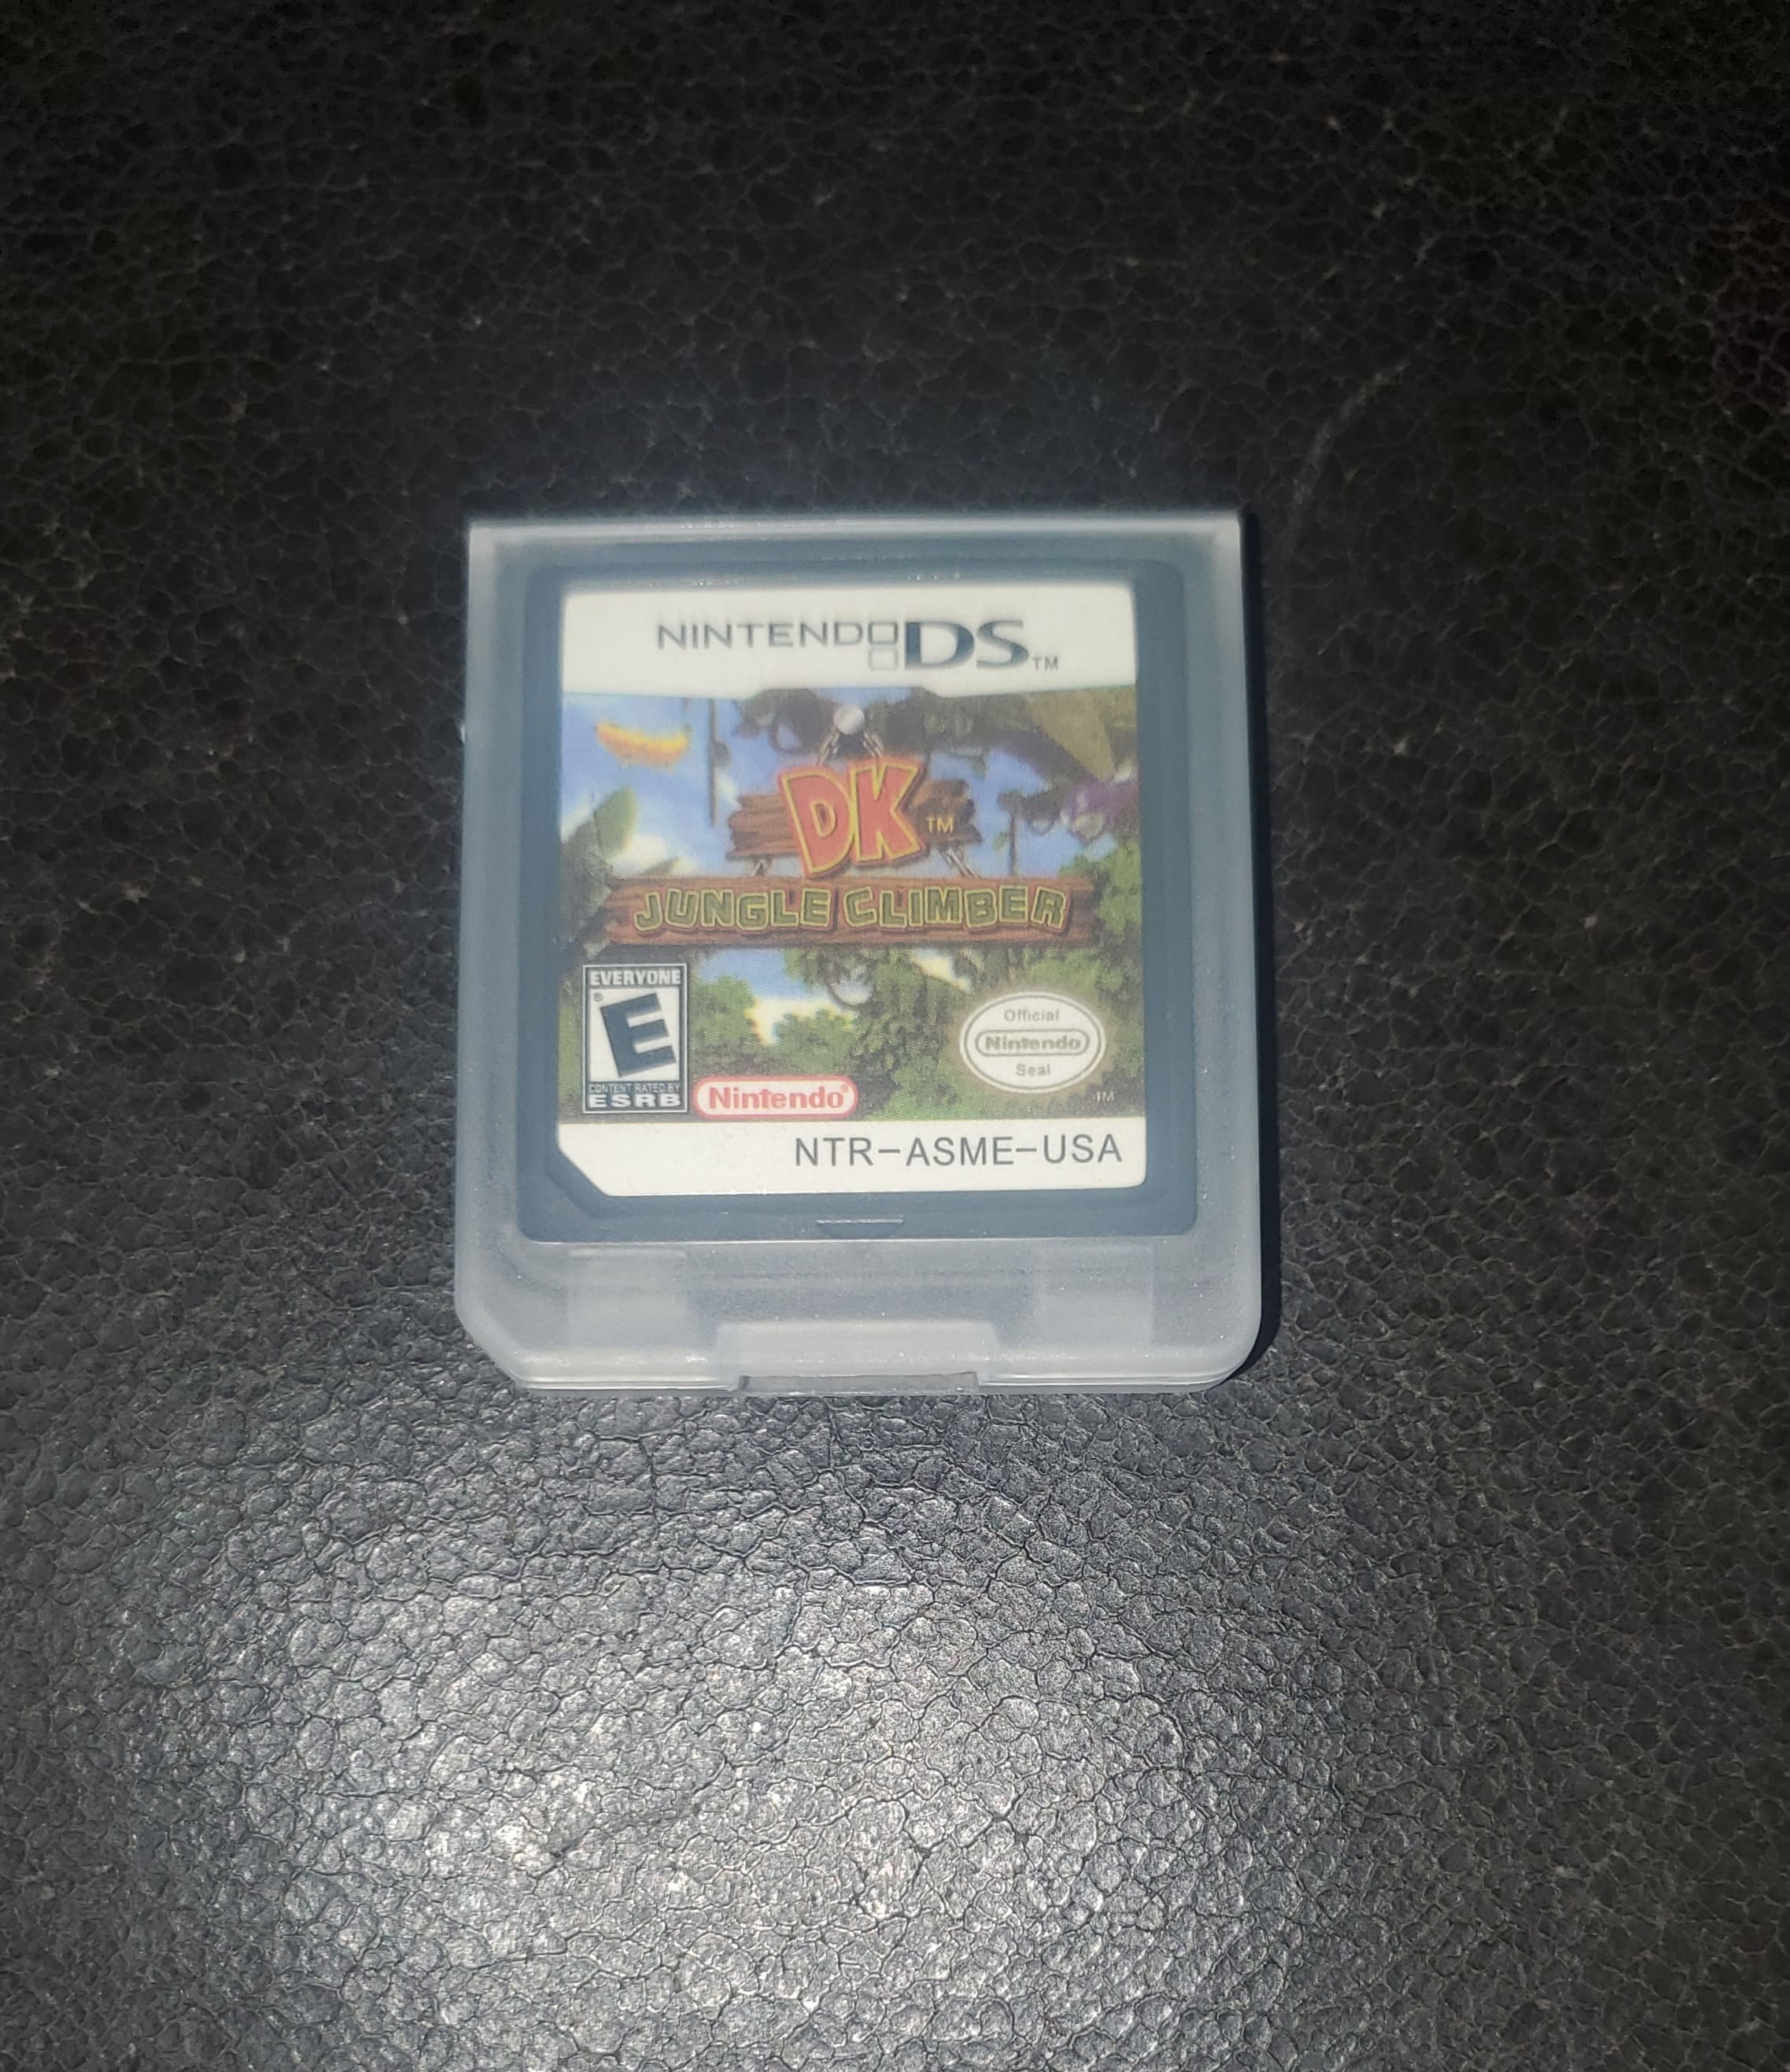 NINTENDO DS™
DK™
JUNGLE CLIMBER
EVERYONE
E®
CONTENT RATED BY
ESRB
Nintendo®
Official
Nintendo
Seal
TM
NTR-ASME-USA